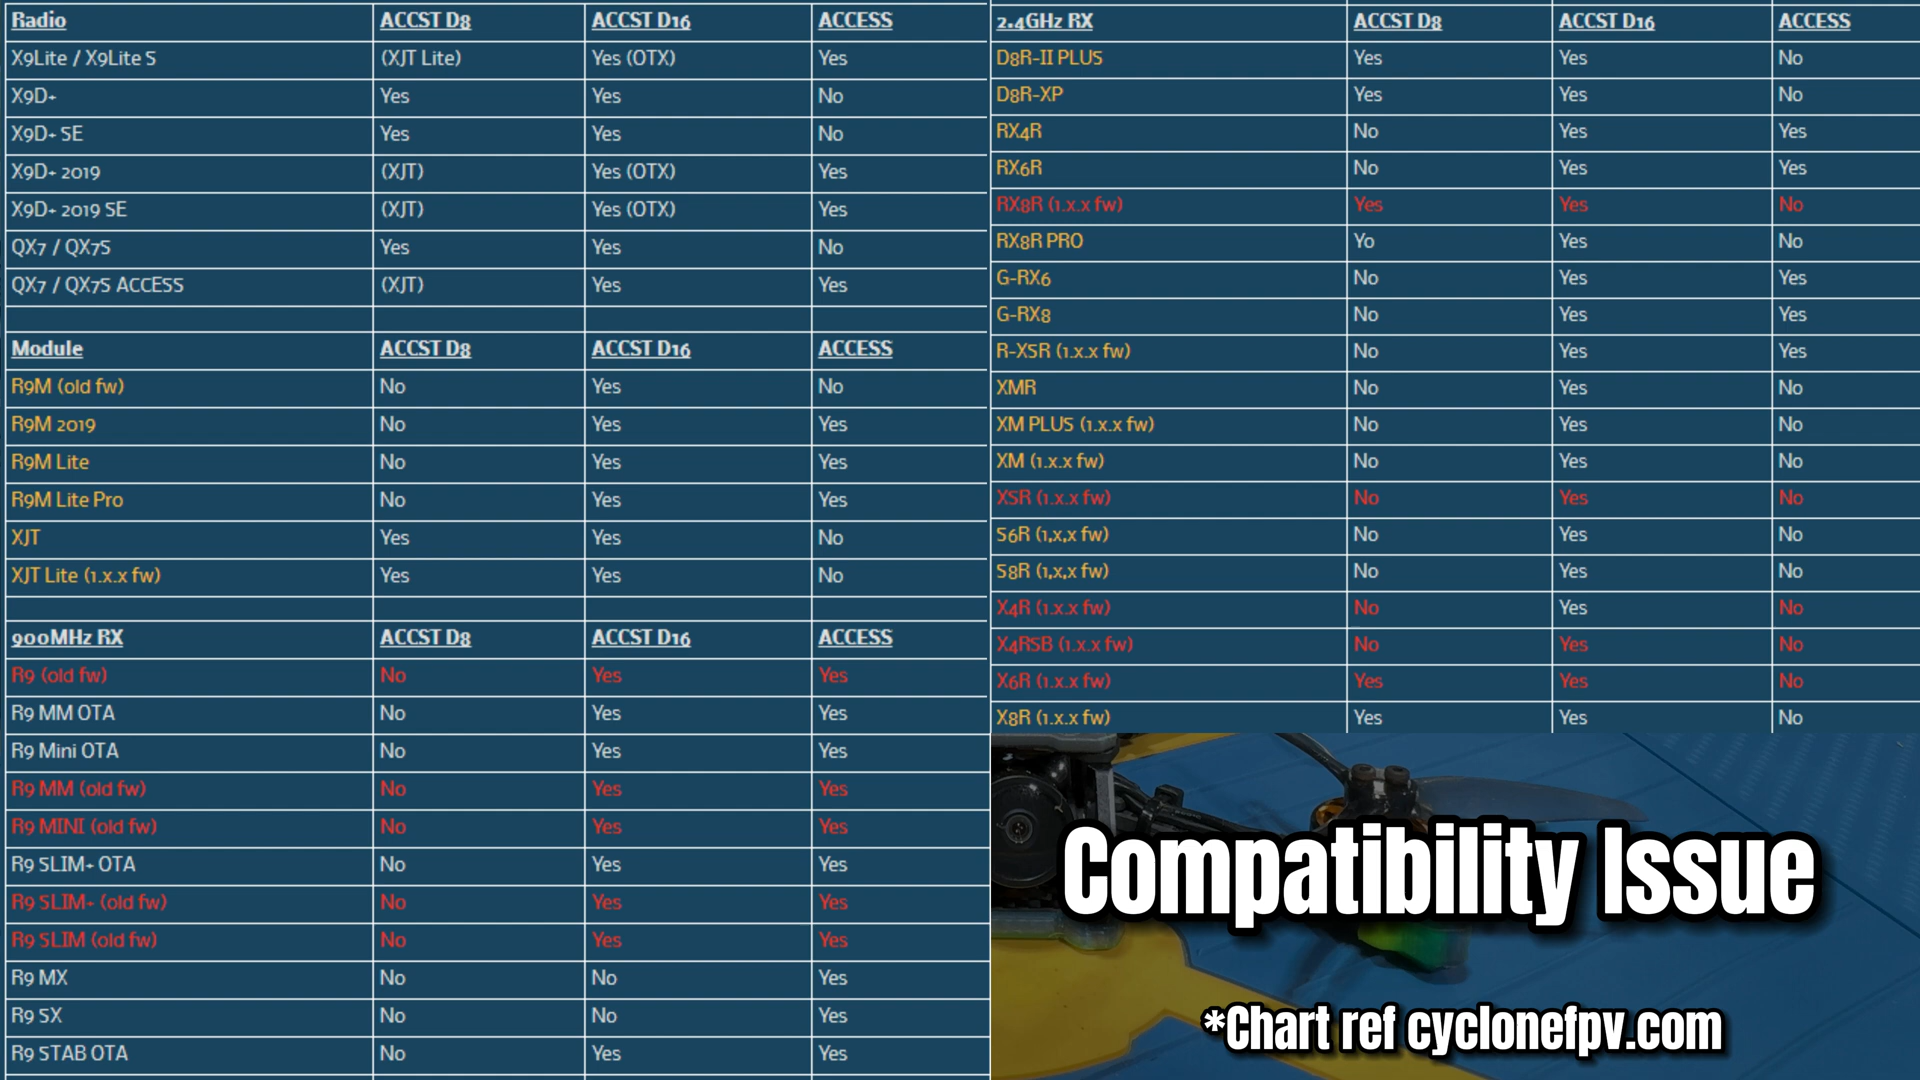 Radio ACCST D8 ACCST D16 ACCESS
X9Lite / X9Lite S (XJT Lite) Yes (OTX) Yes
X9D+ Yes Yes No
X9D+ SE Yes Yes No
X9D+ 2019 (XJT) Yes (OTX) Yes
X9D+ 2019 SE (XJT) Yes (OTX) Yes
QX7 / QX7S Yes Yes No
QX7 / QX7S ACCESS (XJT) Yes Yes
Module ACCST D8 ACCST D16 ACCESS
R9M (old fw) No Yes No
R9M 2019 No Yes Yes
R9M Lite No Yes Yes
R9M Lite Pro No Yes Yes
XJT Yes Yes No
XJT Lite (1.x.x fw) Yes Yes No
900MHz RX ACCST D8 ACCST D16 ACCESS
R9 (old fw) No Yes Yes
R9 MM OTA No Yes Yes
R9 Mini OTA No Yes Yes
R9 MM (old fw) No Yes Yes
R9 MINI (old fw) No Yes Yes
R9 SLIM+ OTA No Yes Yes
R9 SLIM+ (old fw) No Yes Yes
R9 SLIM (old fw) No Yes Yes
R9 MX No No Yes
R9 SX No No Yes
R9 STAB OTA No Yes Yes
2.4GHz RX ACCST D8 ACCST D16 ACCESS
D8R-II PLUS Yes Yes No
D8R-XP Yes Yes No
RX4R No Yes Yes
RX6R No Yes Yes
RX8R (1.x.x fw) Yes Yes No
RX8R PRO Yo Yes No
G-RX6 No Yes Yes
G-RX8 No Yes Yes
R-XSR (1.x.x fw) No Yes Yes
XMR No Yes No
XM PLUS (1.x.x fw) No Yes No
XM (1.x.x fw) No Yes No
XSR (1.x.x fw) No Yes No
S6R (1,x,x fw) No Yes No
S8R (1,x,x fw) No Yes No
X4R (1.x.x fw) No Yes No
X4RSB (1.x.x fw) No Yes No
X6R (1.x.x fw) Yes Yes No
X8R (1.x.x fw) Yes Yes No
Compatibility Issue
*Chart ref cyclonefpv.com